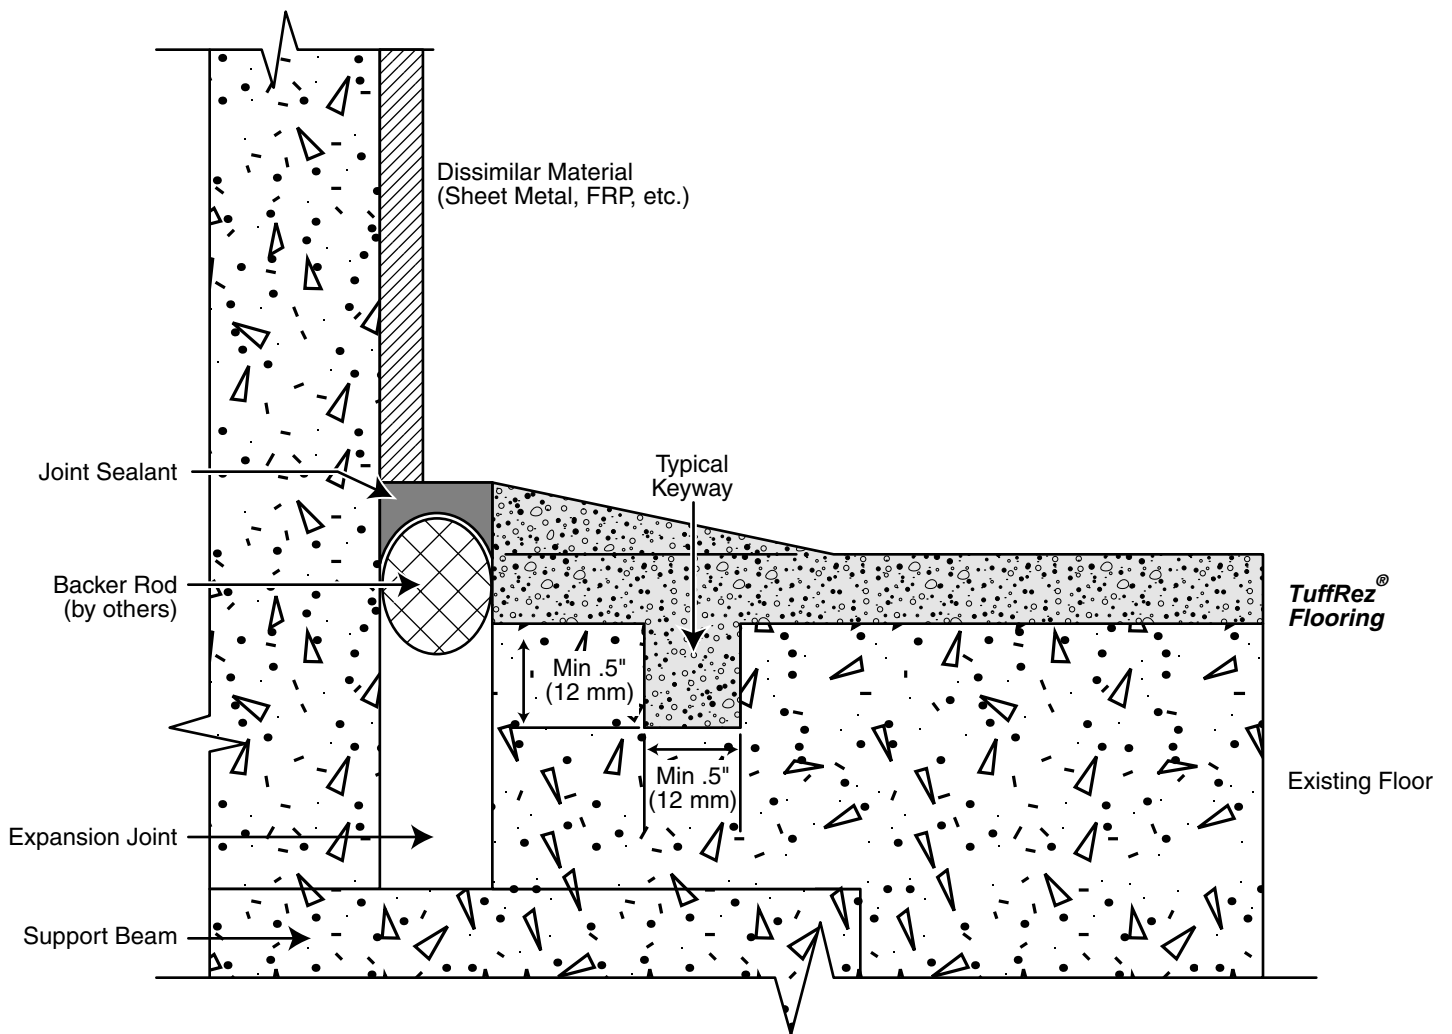 Dissimilar Material
(Sheet Metal, FRP, etc.)
Joint Sealant
Typical
Keyway
Backer Rod
(by others)
TuffRez®
Flooring
Min .5"
(12 mm)
Min .5"
(12 mm)
Existing Floor
Expansion Joint
Support Beam